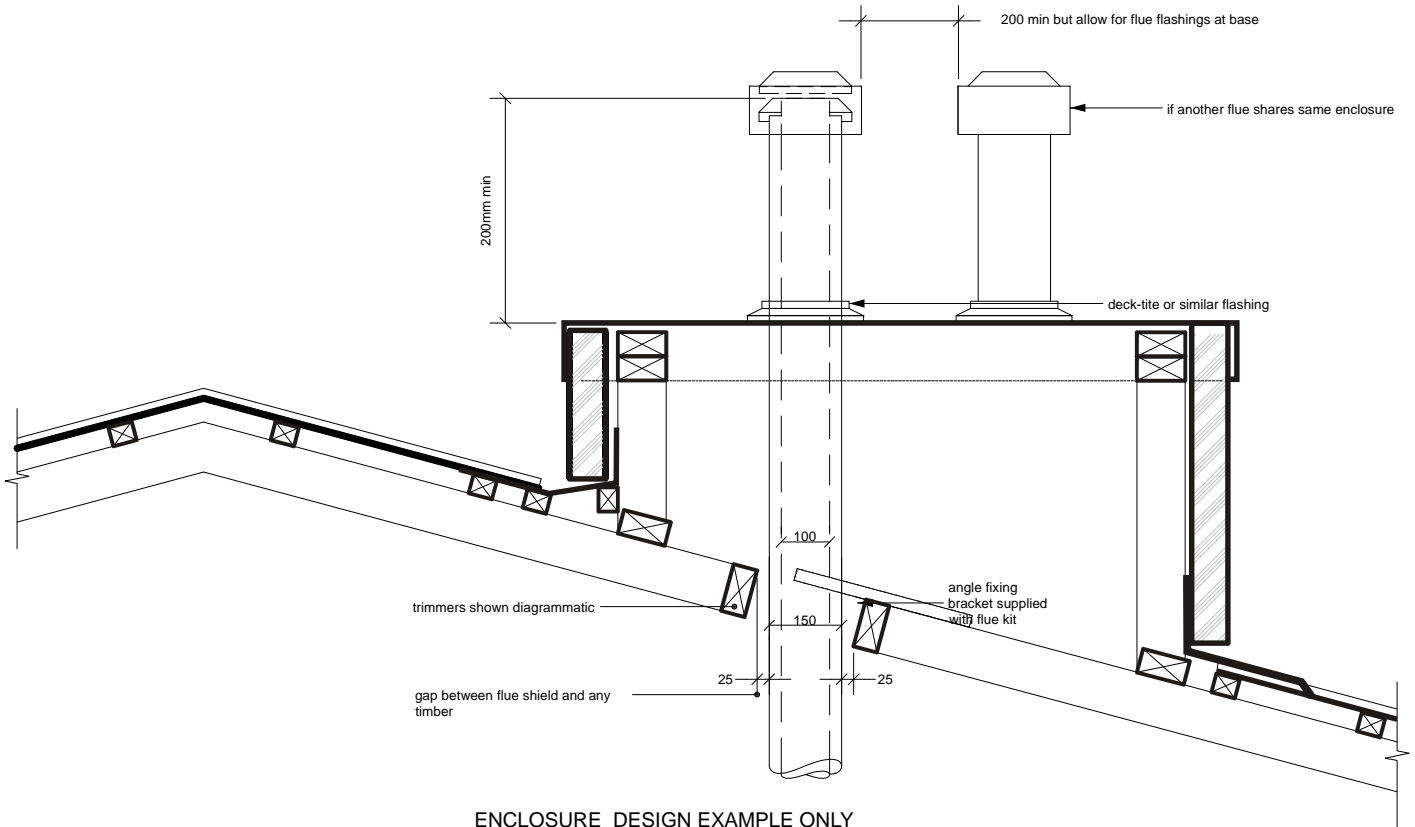 200 min but allow for flue flashings at base
if another flue shares same enclosure
200mm min
deck-tite or similar flashing
100
angle fixing
bracket supplied
with flue kit
trimmers shown diagrammatic
150
25
25
gap between flue shield and any
timber
ENCLOSURE DESIGN EXAMPLE ONLY